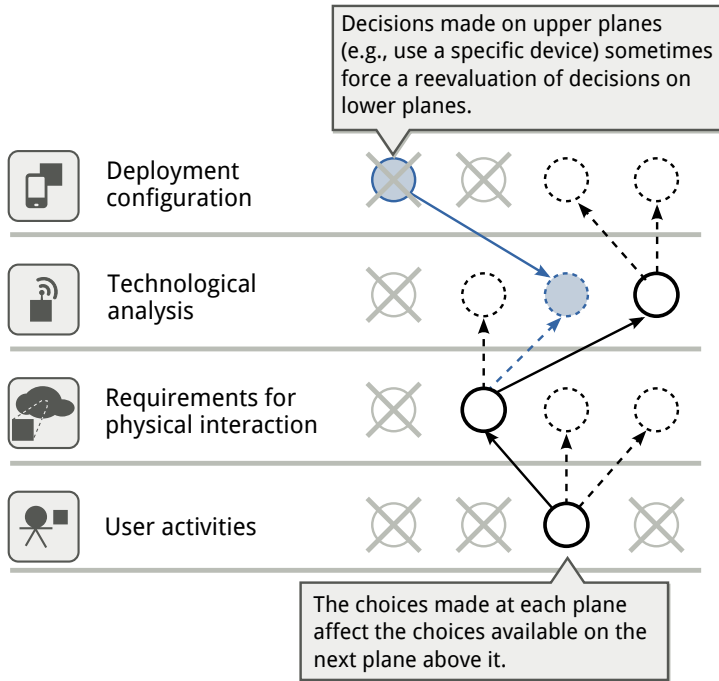 Decisions made on upper planes
(e.g., use a specific device) sometimes
force a reevaluation of decisions on
lower planes.
Deployment
configuration
Technological
analysis
Requirements for
physical interaction
User activities
The choices made at each plane
affect the choices available on the
next plane above it.